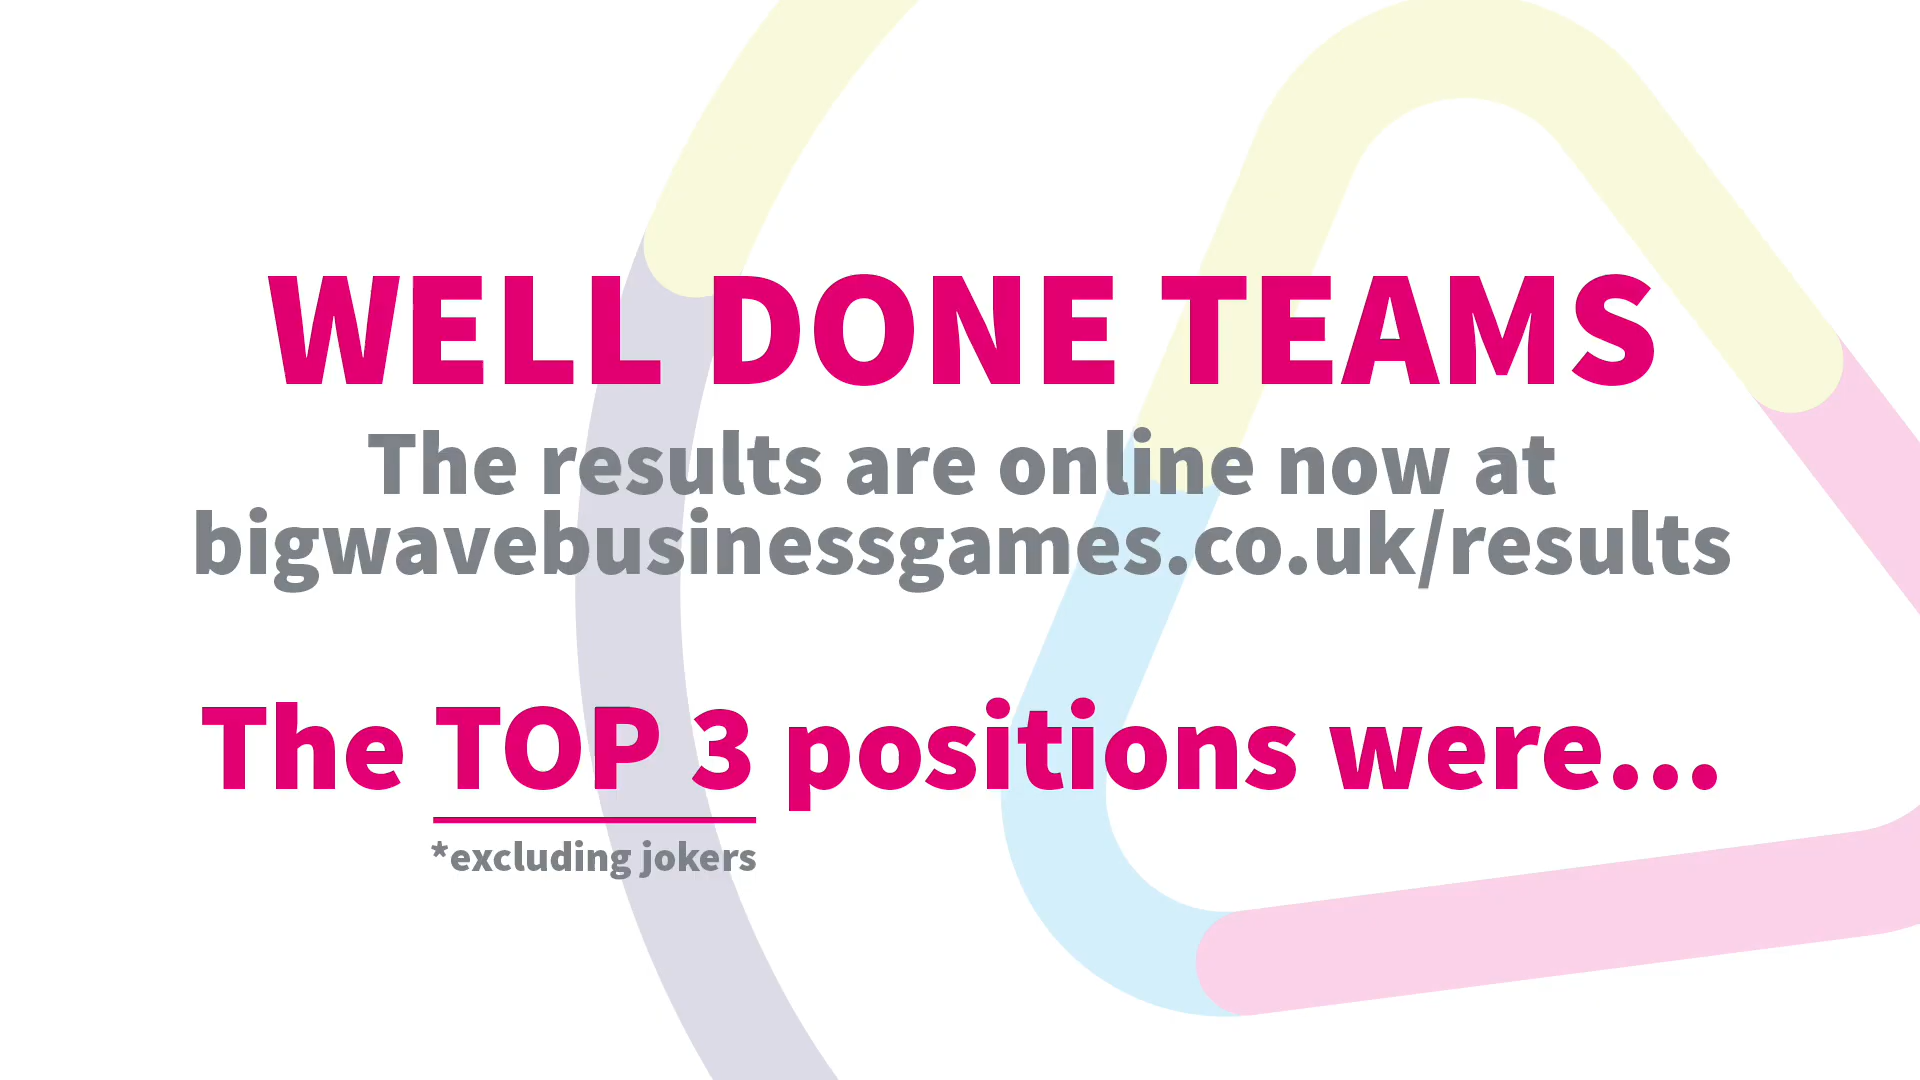 WELL DONE TEAMS
The results are online now at
bigwavebusinessgames.co.uk/results
The TOP 3 positions were...
*excluding jokers